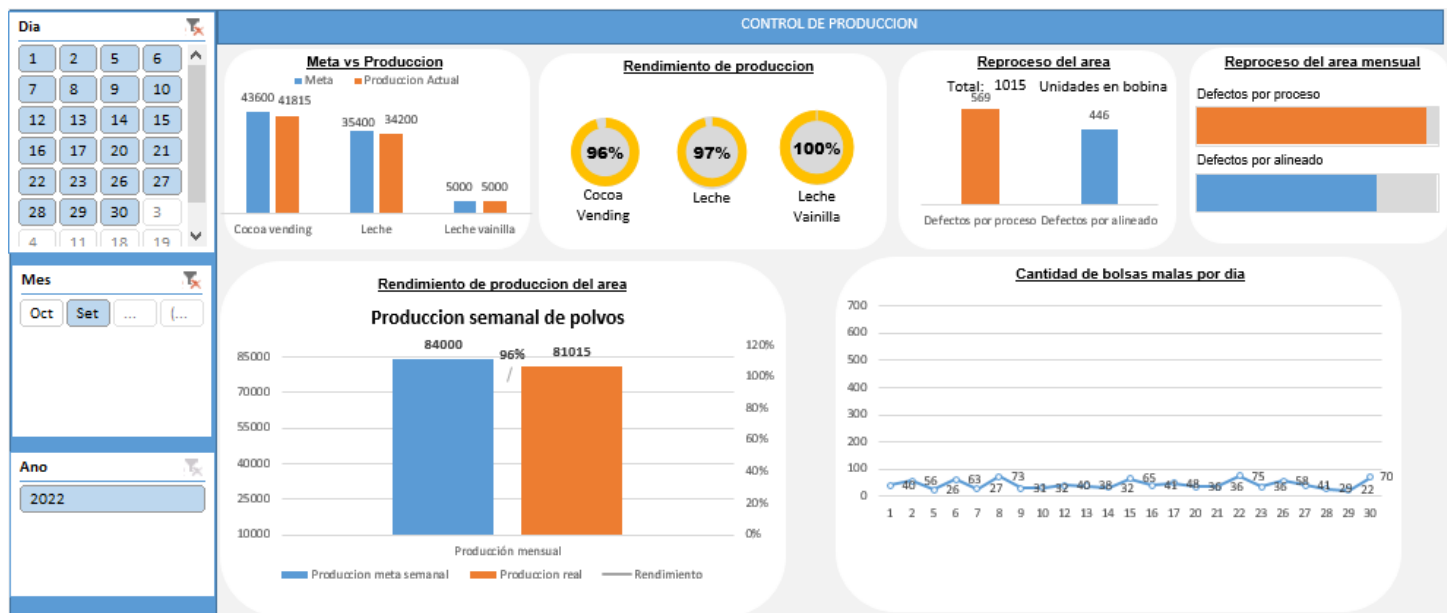 CONTROL DE PRODUCCION
Dia
1 2 5 6
7 8 9 10
12 13 14 15
16 17 20 21
22 23 26 27
28 29 30 3
4 11 18 19
Mes
Oct Set ... (...
Ano
2022
Meta vs Produccion
Meta Produccion Actual
43600 41815
35400 34200
5000 5000
Cocoa vending Leche Leche vainilla
Rendimiento de produccion
96% 97% 100%
Cocoa Vending
Leche
Leche Vainilla
Reproceso del area
Total: 1015 Unidades en bobina
569
446
Defectos por proceso Defectos por alineado
Reproceso del area mensual
Defectos por proceso
Defectos por alineado
Rendimiento de produccion del area
Produccion semanal de polvos
84000 96% 81015
85000
70000
55000
40000
25000
10000
120%
100%
80%
60%
40%
20%
0%
Producción mensual
Produccion meta semanal Produccion real Rendimiento
Cantidad de bolsas malas por dia
700
600
500
400
300
200
100
0
40 56 26 63 27 73 31 32 40 38 32 65 41 48 36 36 75 36 58 41 29 22 70
1 2 5 6 7 8 9 10 12 13 14 15 16 17 20 21 22 23 26 27 28 29 30